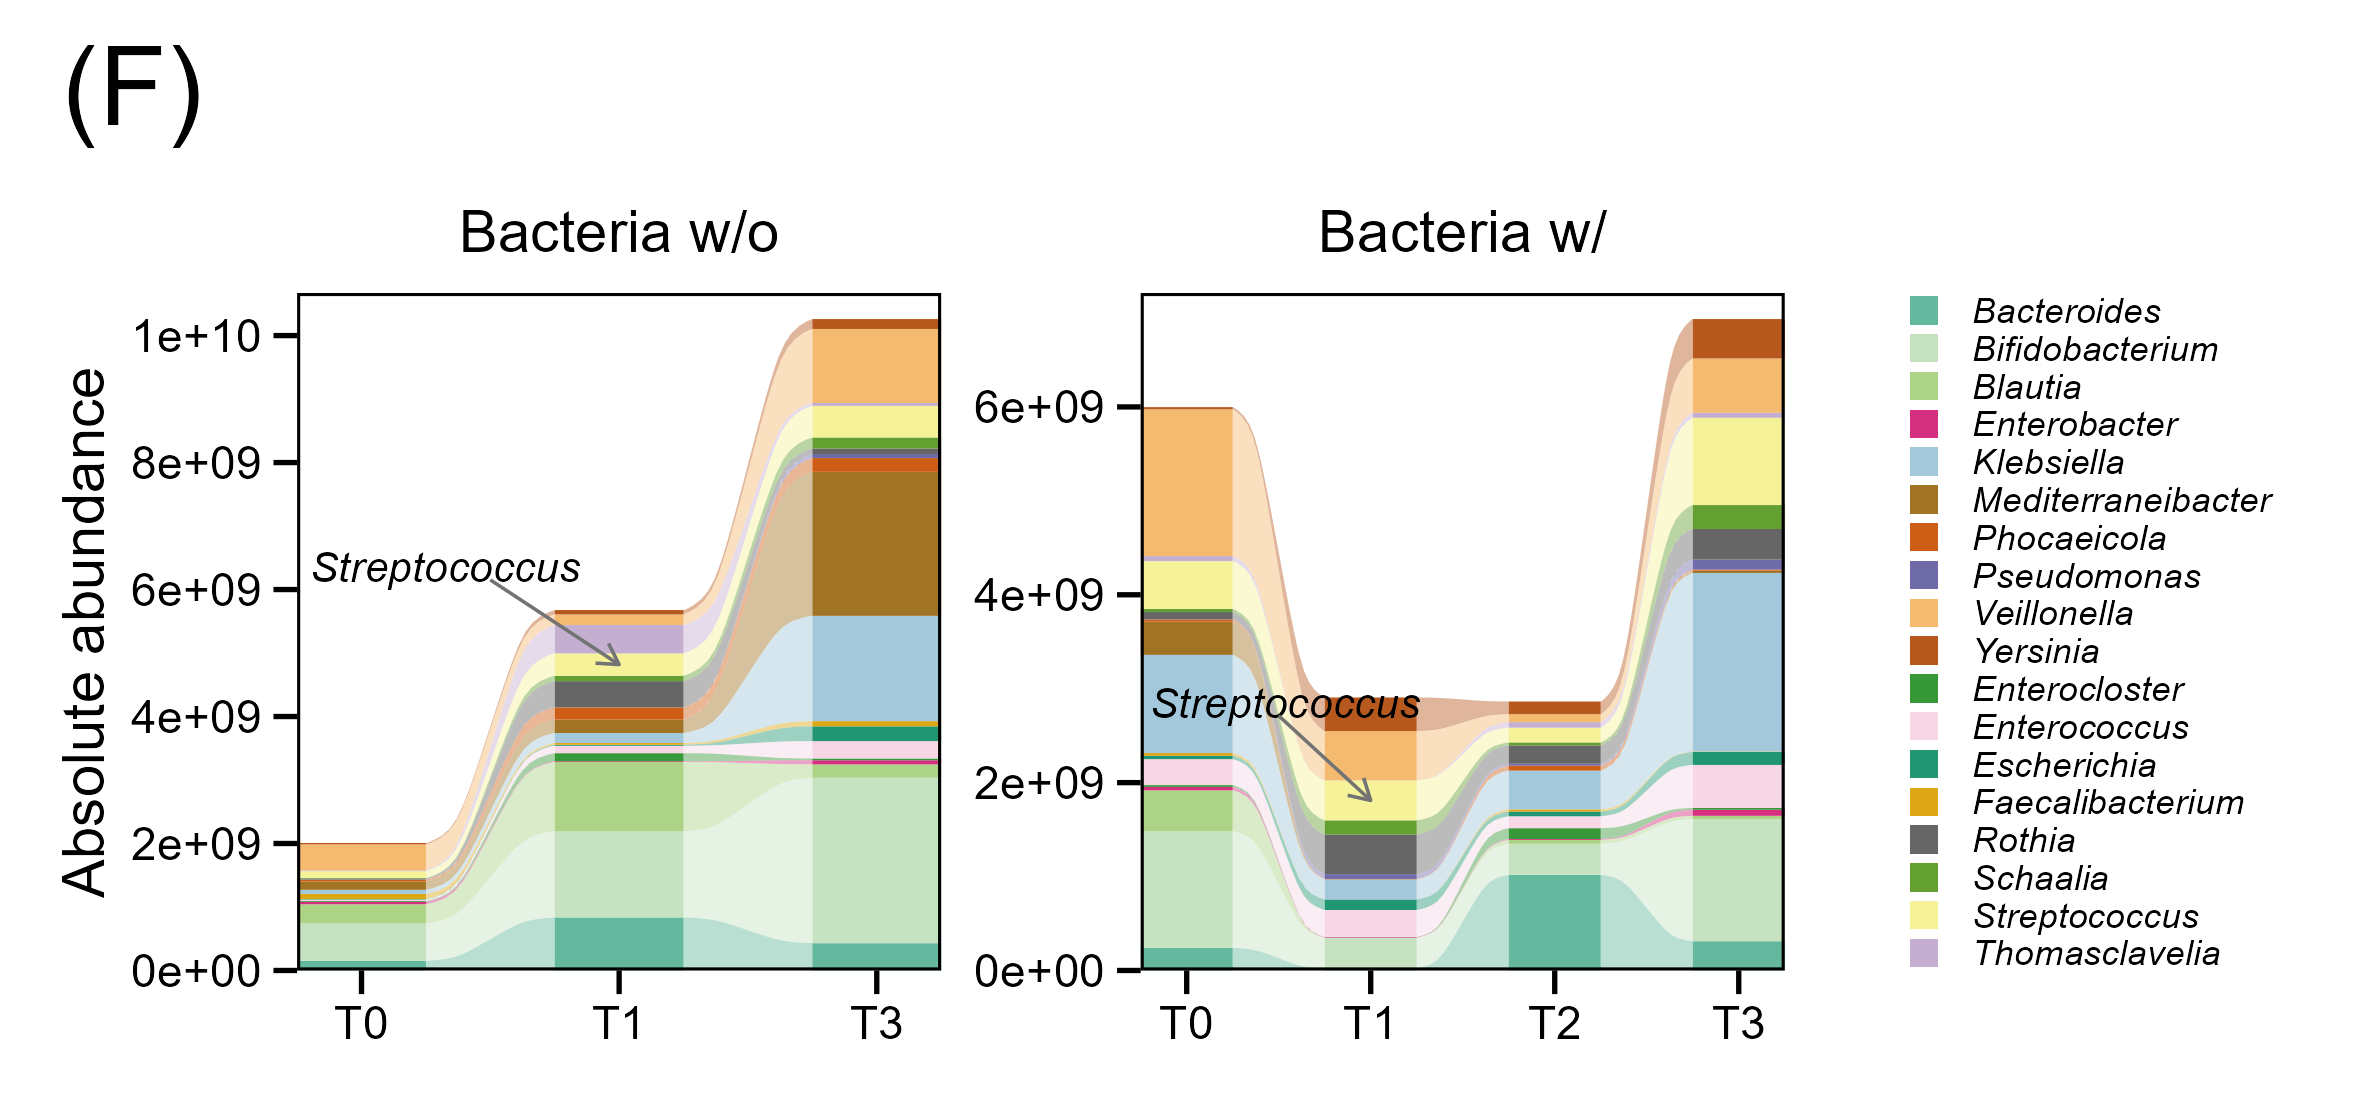 (F)
Bacteria w/o
Bacteria w/
Absolute abundance
1e+10
8e+09
6e+09
4e+09
2e+09
0e+00
Streptococcus
T0
T1
T3
6e+09
4e+09
2e+09
0e+00
Streptococcus
T0
T1
T2
T3
Bacteroides
Bifidobacterium
Blautia
Enterobacter
Klebsiella
Mediterraneibacter
Phocaeicola
Pseudomonas
Veillonella
Yersinia
Enterocloster
Enterococcus
Escherichia
Faecalibacterium
Rothia
Schaalia
Streptococcus
Thomasclavelia